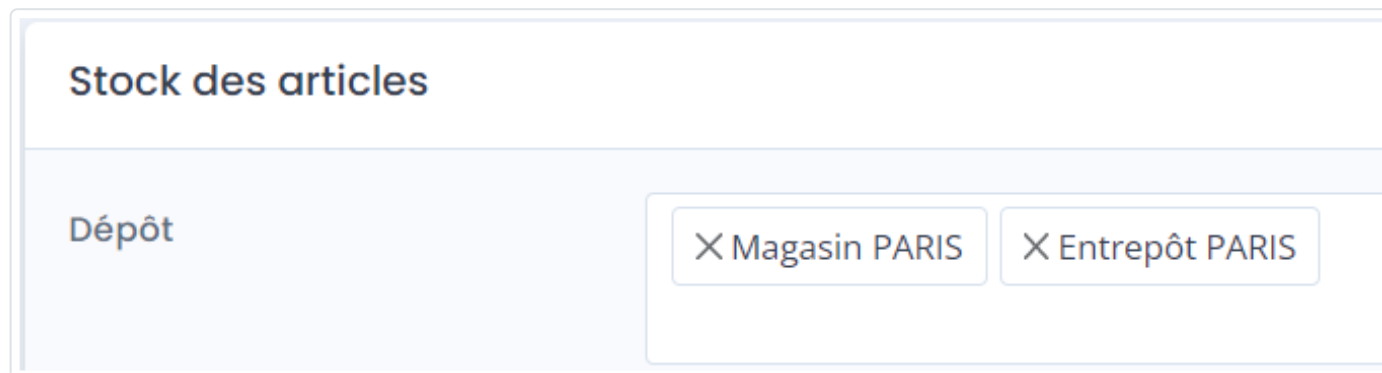 Stock des articles
Dépôt
Magasin PARIS
Entrepôt PARIS